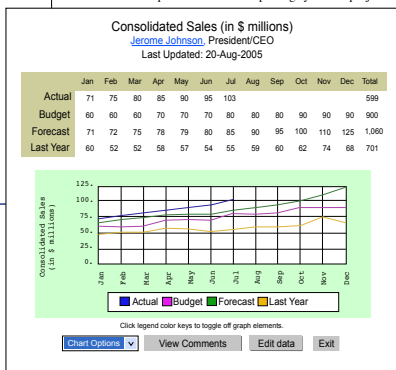 Consolidated Sales (in $ millions)
Jerome Johnson, President/CEO
Last Updated: 20-Aug-2005
Jan Feb Mar Apr May Jun Jul Aug Sep Oct Nov Dec Total
Actual 71 75 80 85 90 95 103 599
Budget 60 60 60 70 70 70 80 80 80 90 90 90 900
Forecast 71 72 75 78 79 80 85 90 95 100 110 125 1,060
Last Year 60 52 52 58 57 54 55 59 60 62 74 68 701
Consolidated Sales
(in $ millions)
125.
100.
75.
50.
25.
0.
Jan Feb Mar Apr May Jun Jul Aug Sep Oct Nov Dec
Actual Budget Forecast Last Year
Click legend color keys to toggle off graph elements.
Chart Options View Comments Edit data Exit